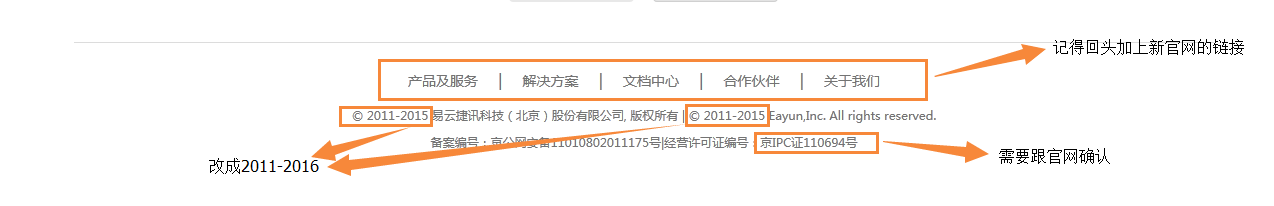 记得回头加上新官网的链接
产品及服务 | 解决方案 | 文档中心 | 合作伙伴 | 关于我们
© 2011-2015 易云捷讯科技（北京）股份有限公司, 版权所有 | © 2011-2015 Eayun,Inc. All rights reserved.
备案编号：京公网安备11010802011175号|经营许可证编号：京IPC证110694号
改成2011-2016
需要跟官网确认